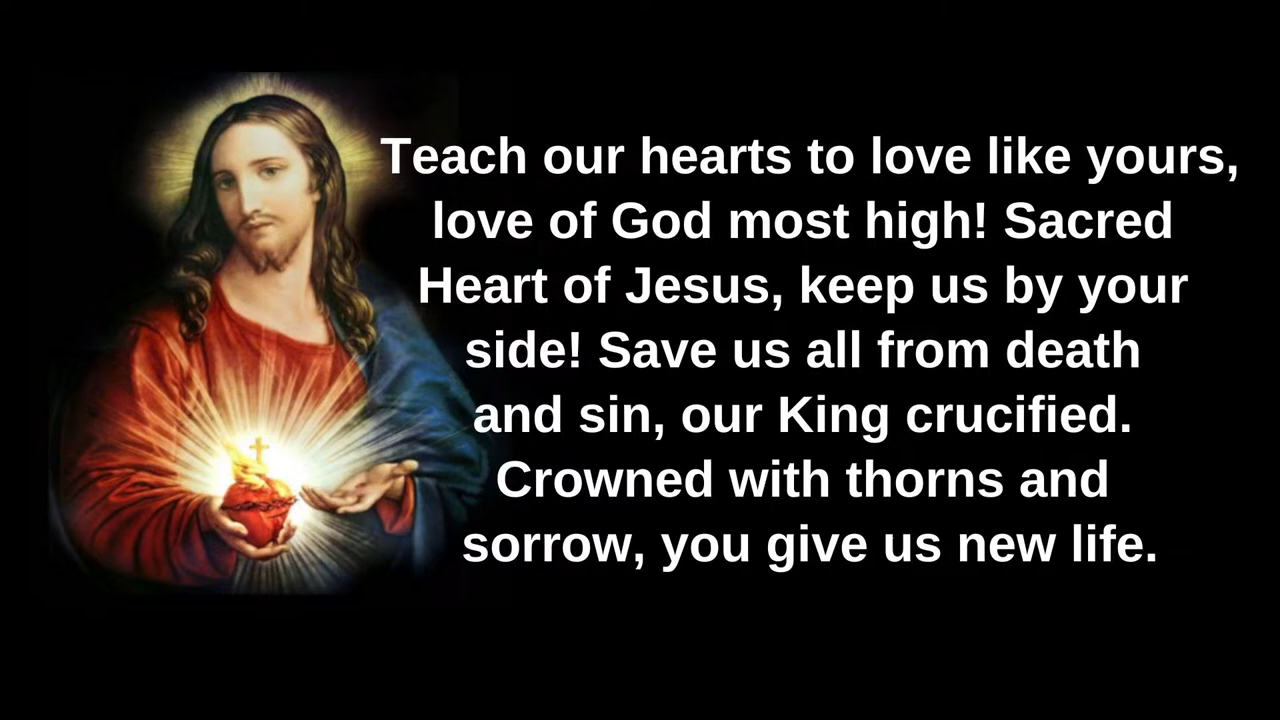 Teach our hearts to love like yours,
love of God most high! Sacred
Heart of Jesus, keep us by your
side! Save us all from death
and sin, our King crucified.
Crowned with thorns and
sorrow, you give us new life.